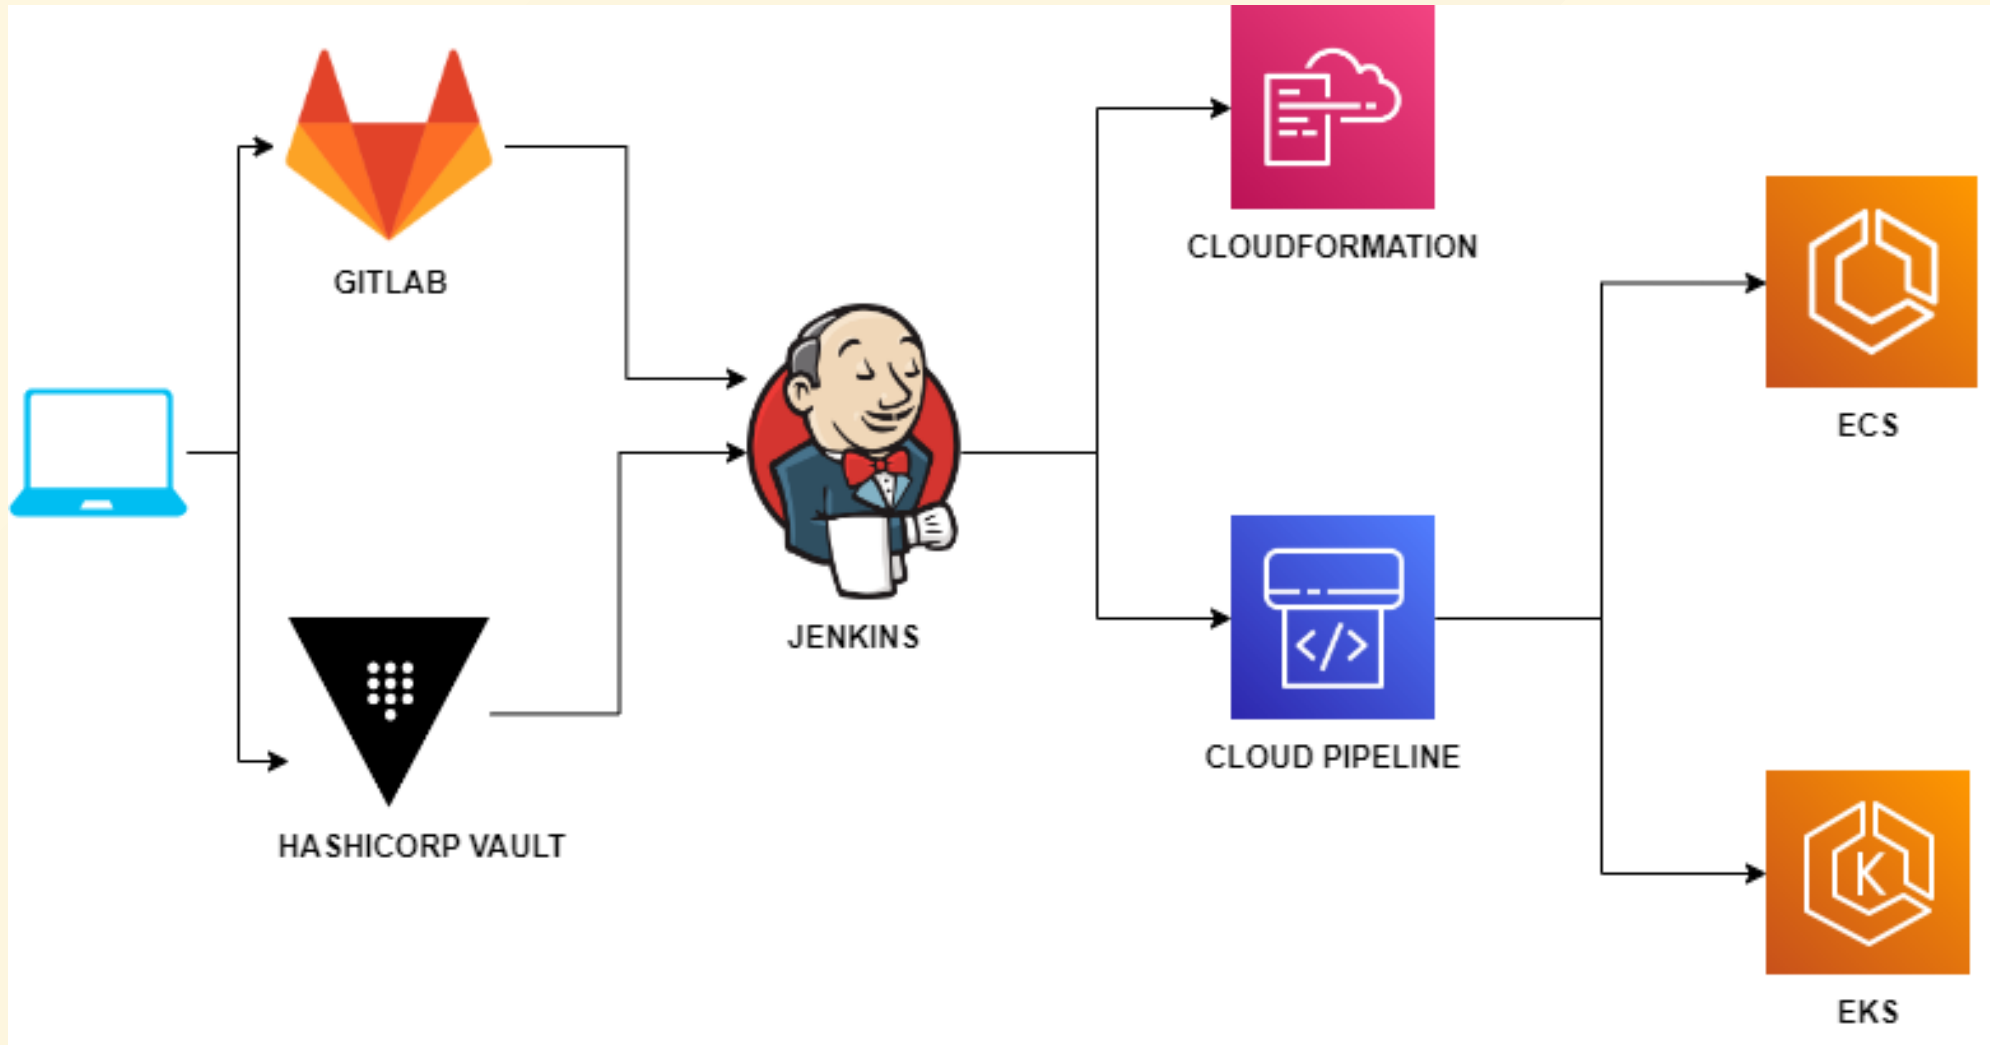 GITLAB
CLOUDFORMATION
ECS
JENKINS
</>
CLOUD PIPELINE
HASHICORP VAULT
K
EKS